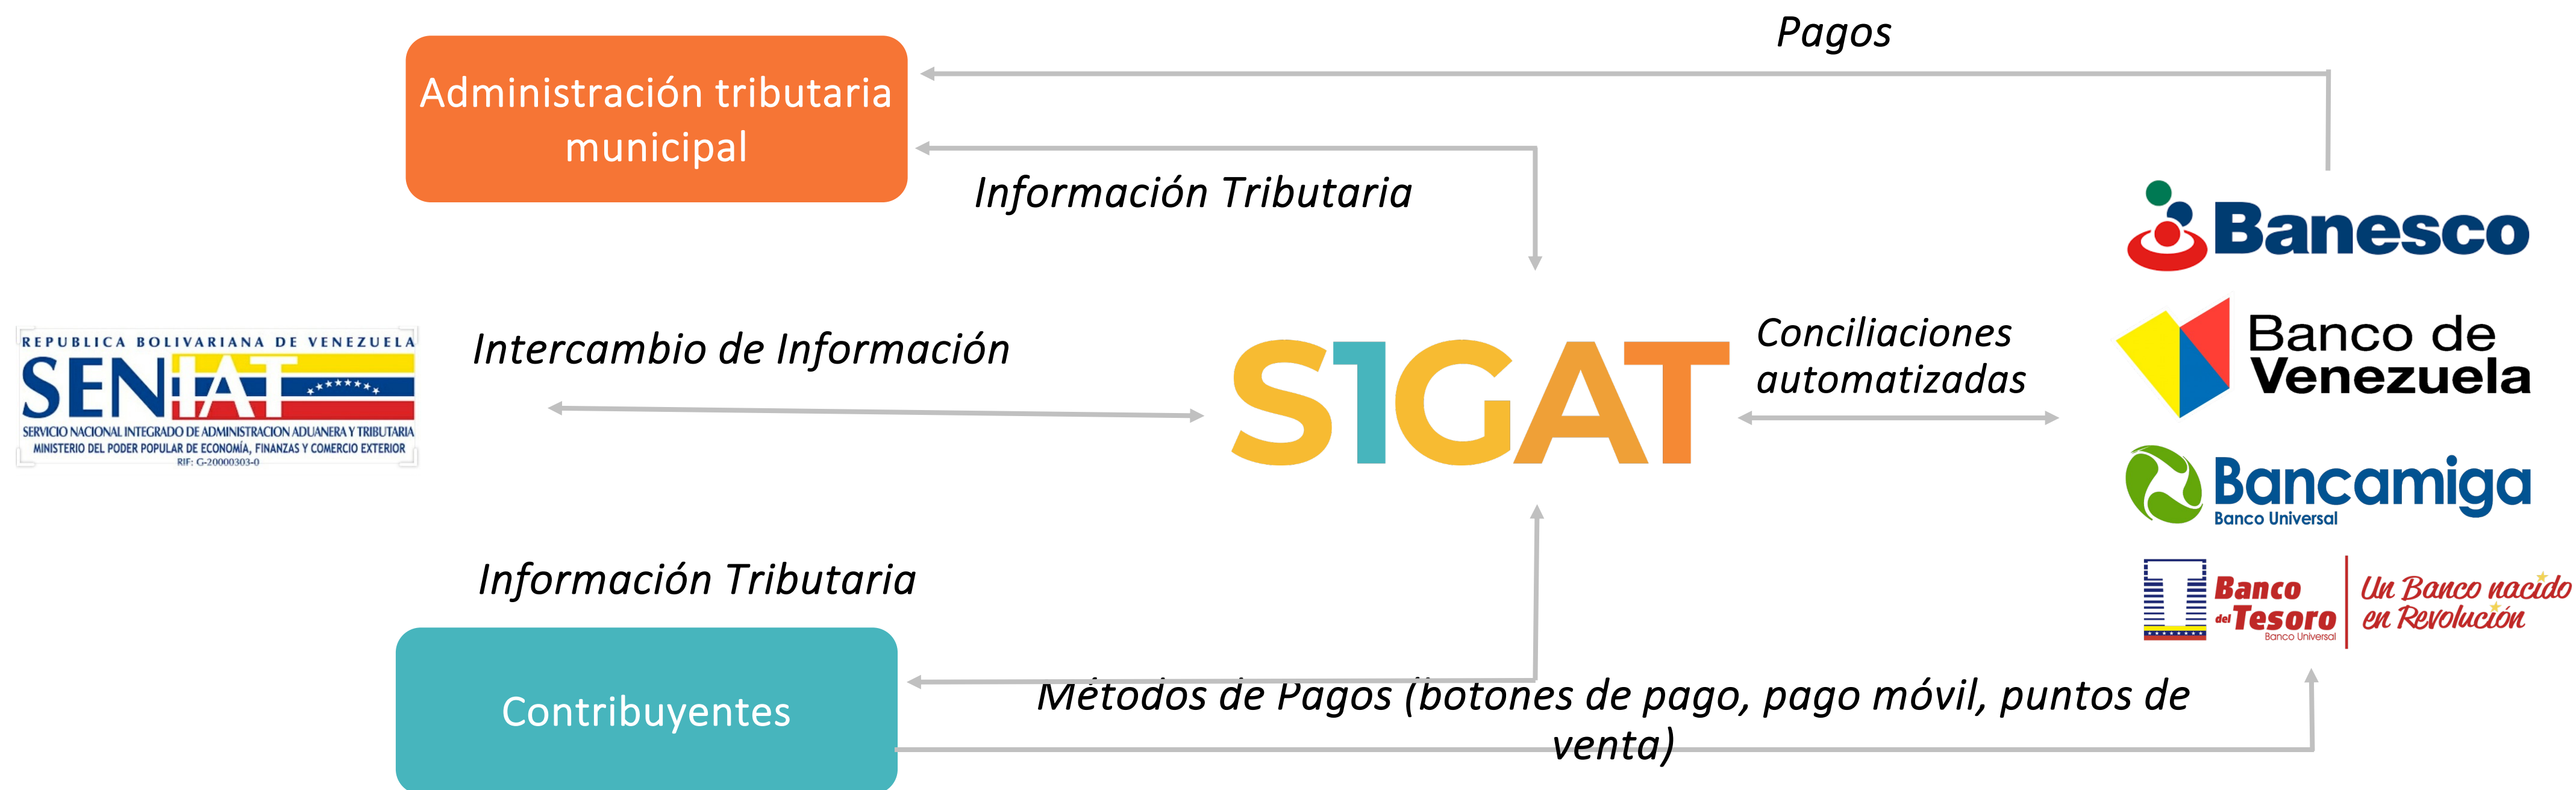 Pagos
Administración tributaria
municipal
Información Tributaria
Banesco
REPUBLICA BOLIVARIANA DE VENEZUELA
SENIAT
SERVICIO NACIONAL INTEGRADO DE ADMINISTRACION ADUANERA Y TRIBUTARIA
MINISTERIO DEL PODER POPULAR DE ECONOMÍA, FINANZAS Y COMERCIO EXTERIOR
RIF: G-20000303-0
Intercambio de Información
S1GAT
Conciliaciones
automatizadas
Banco de
Venezuela
Bancamiga
Banco Universal
Información Tributaria
Banco
del Tesoro
Banco Universal
Un Banco nacido
en Revolución
Contribuyentes
Métodos de Pagos (botones de pago, pago móvil, puntos de
venta)